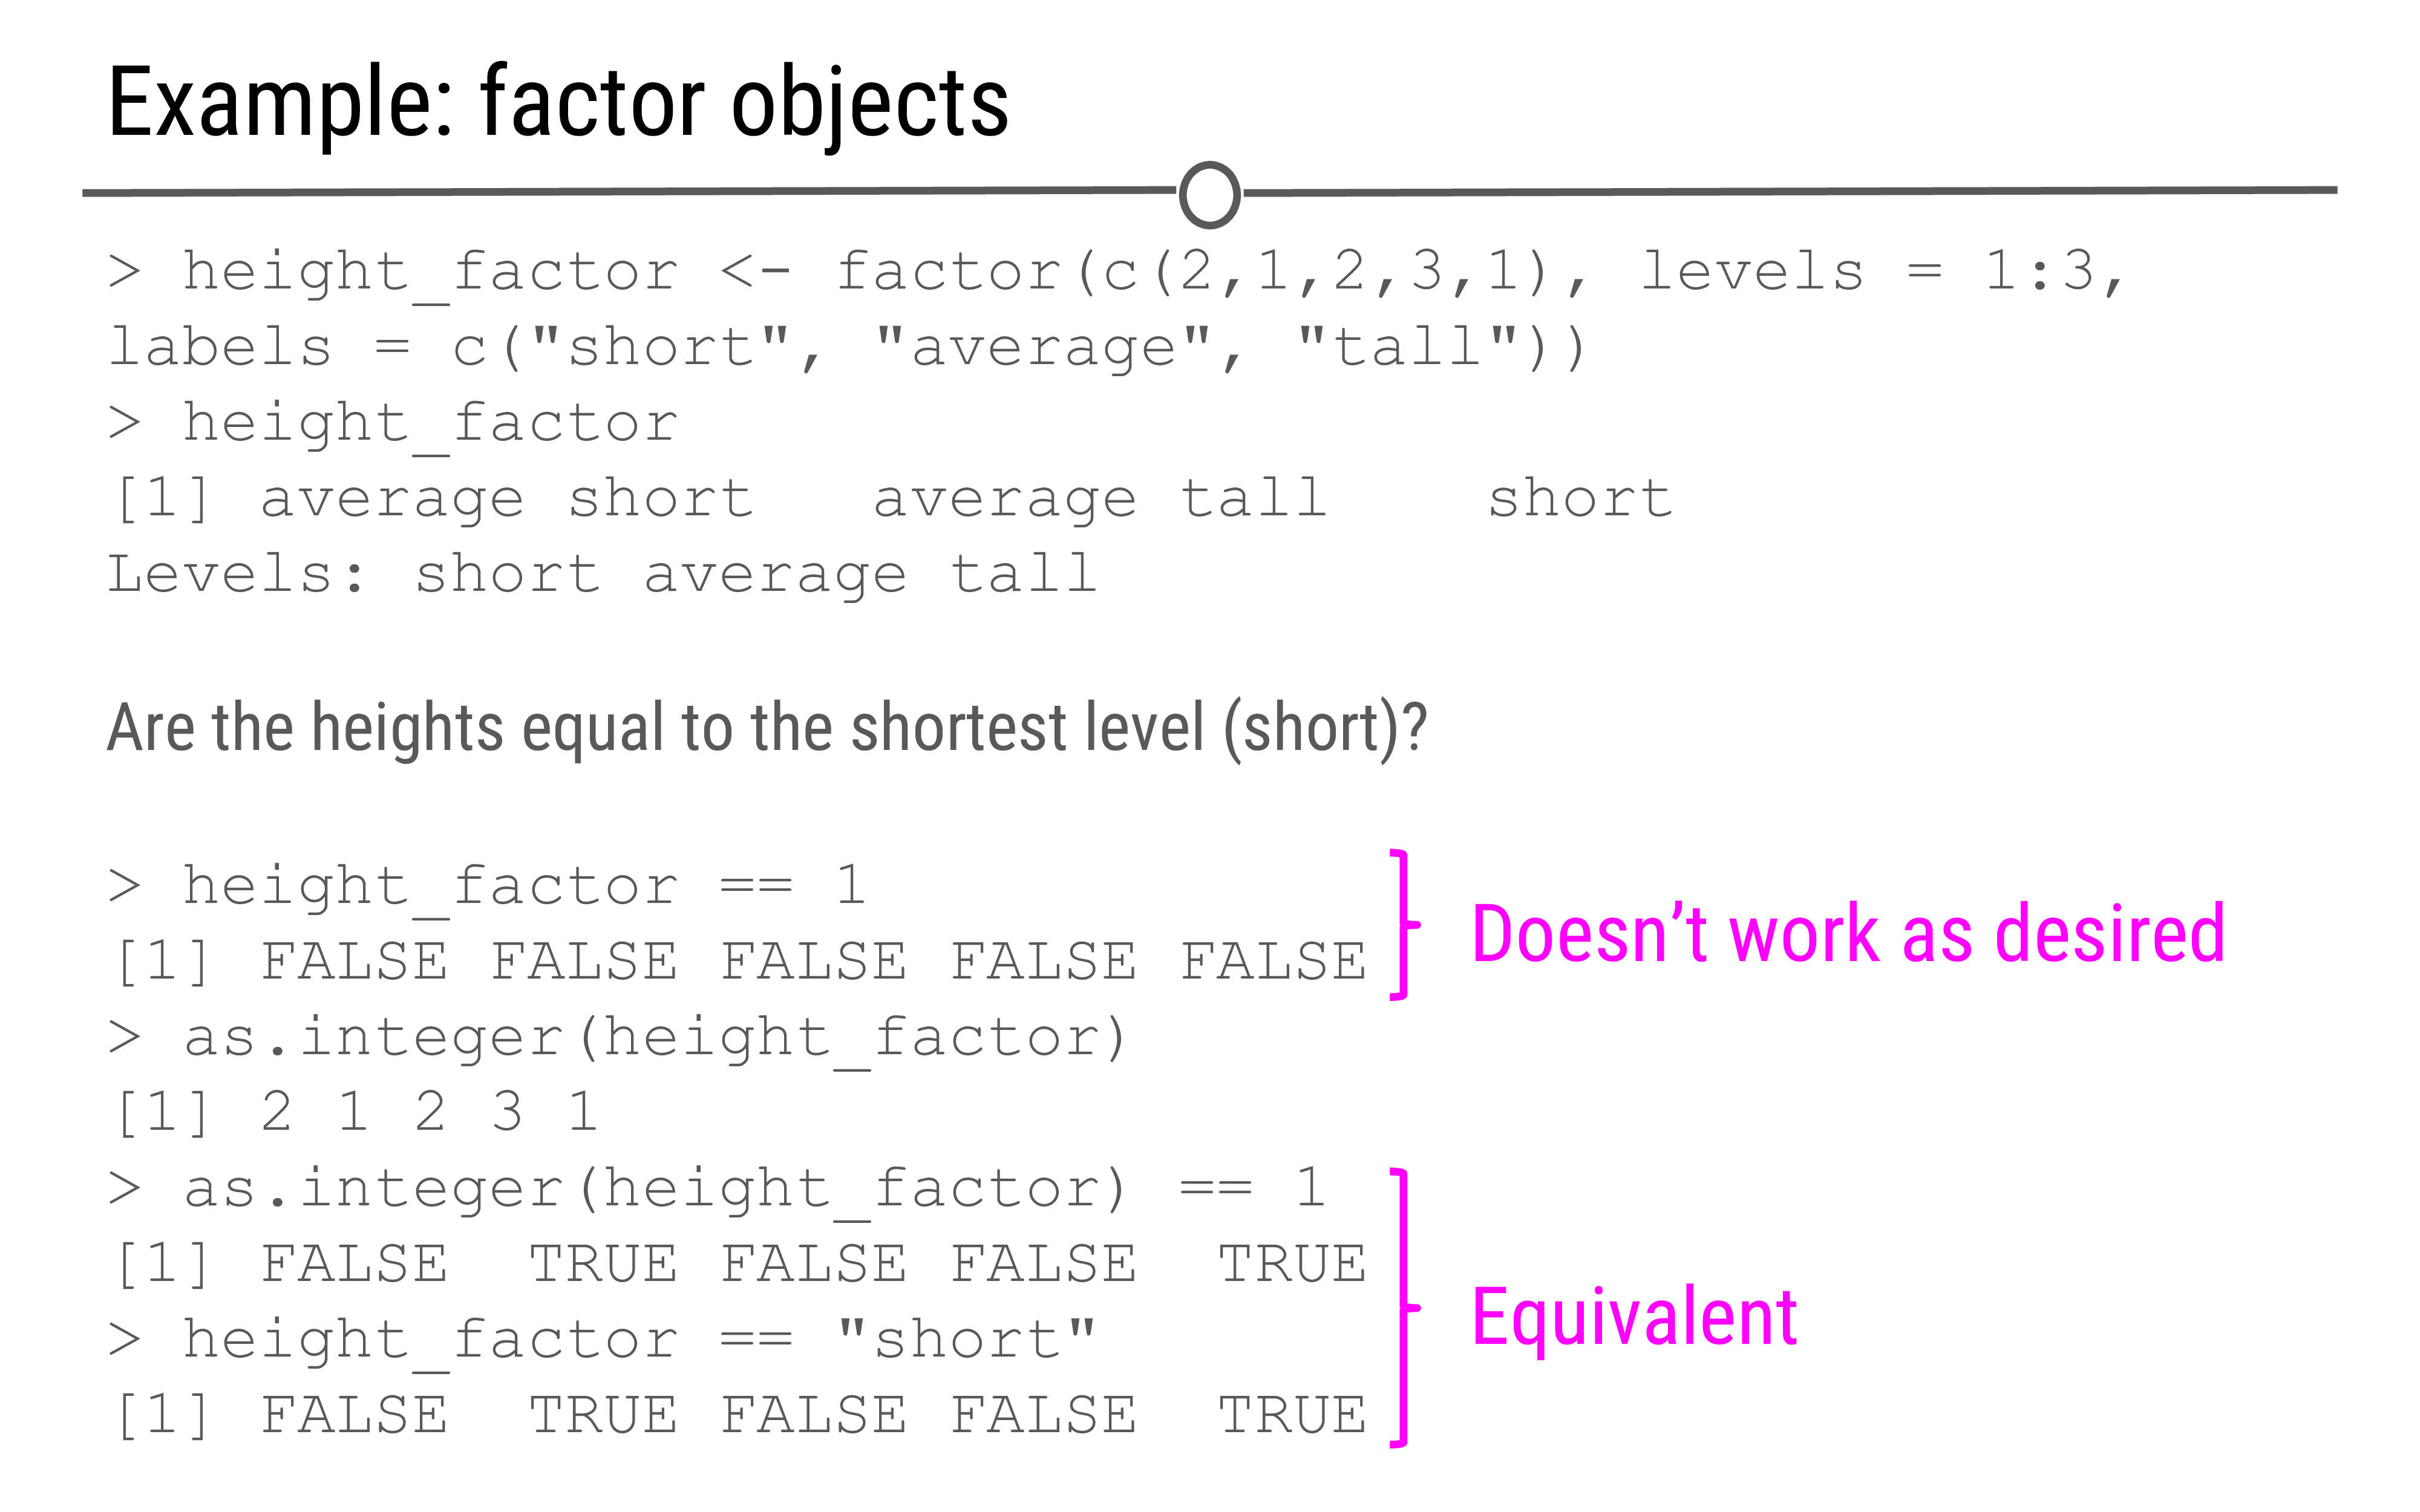 Example: factor objects
> height_factor <- factor(c(2,1,2,3,1), levels = 1:3,
labels = c("short", "average", "tall"))
> height_factor
[1] average short   average tall    short
Levels: short average tall
Are the heights equal to the shortest level (short)?
> height_factor == 1
[1] FALSE FALSE FALSE FALSE FALSE
Doesn’t work as desired
> as.integer(height_factor)
[1] 2 1 2 3 1
> as.integer(height_factor) == 1
[1] FALSE  TRUE FALSE FALSE  TRUE
> height_factor == "short"
[1] FALSE  TRUE FALSE FALSE  TRUE
Equivalent